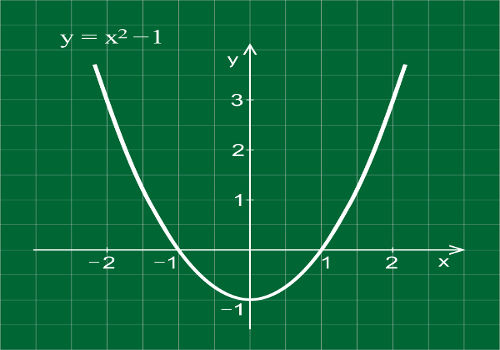 y = x² – 1
y
3
2
1
–2 –1 1 2 x
–1